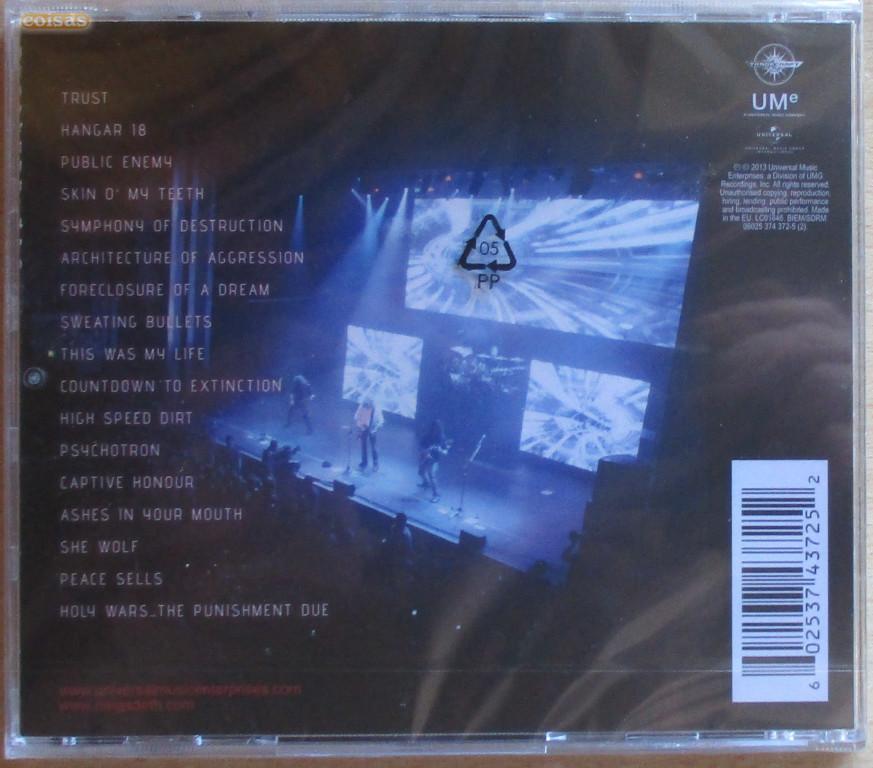 coisas
TRUST
HANGAR 18
PUBLIC ENEMY
SKIN O' MY TEETH
SYMPHONY OF DESTRUCTION
ARCHITECTURE OF AGGRESSION
FORECLOSURE OF A DREAM
SWEATING BULLETS
THIS WAS MY LIFE
COUNTDOWN TO EXTINCTION
HIGH SPEED DIRT
PSYCHOTRON
CAPTIVE HONOUR
ASHES IN YOUR MOUTH
SHE WOLF
PEACE SELLS
HOLY WARS...THE PUNISHMENT DUE
www.universalmusicenterprises.com
www.megadeth.com
05
PP
UMe
UNIVERSAL
℗ © 2013 Universal Music
Enterprises, a Division of UMG
Recordings, Inc. All rights reserved.
Unauthorised copying, reproduction,
hiring, lending, public performance
and broadcasting prohibited. Made
in the EU. LC01846. BIEM/SDRM
06025 374 372-5 (2)
6 02537 43725 2